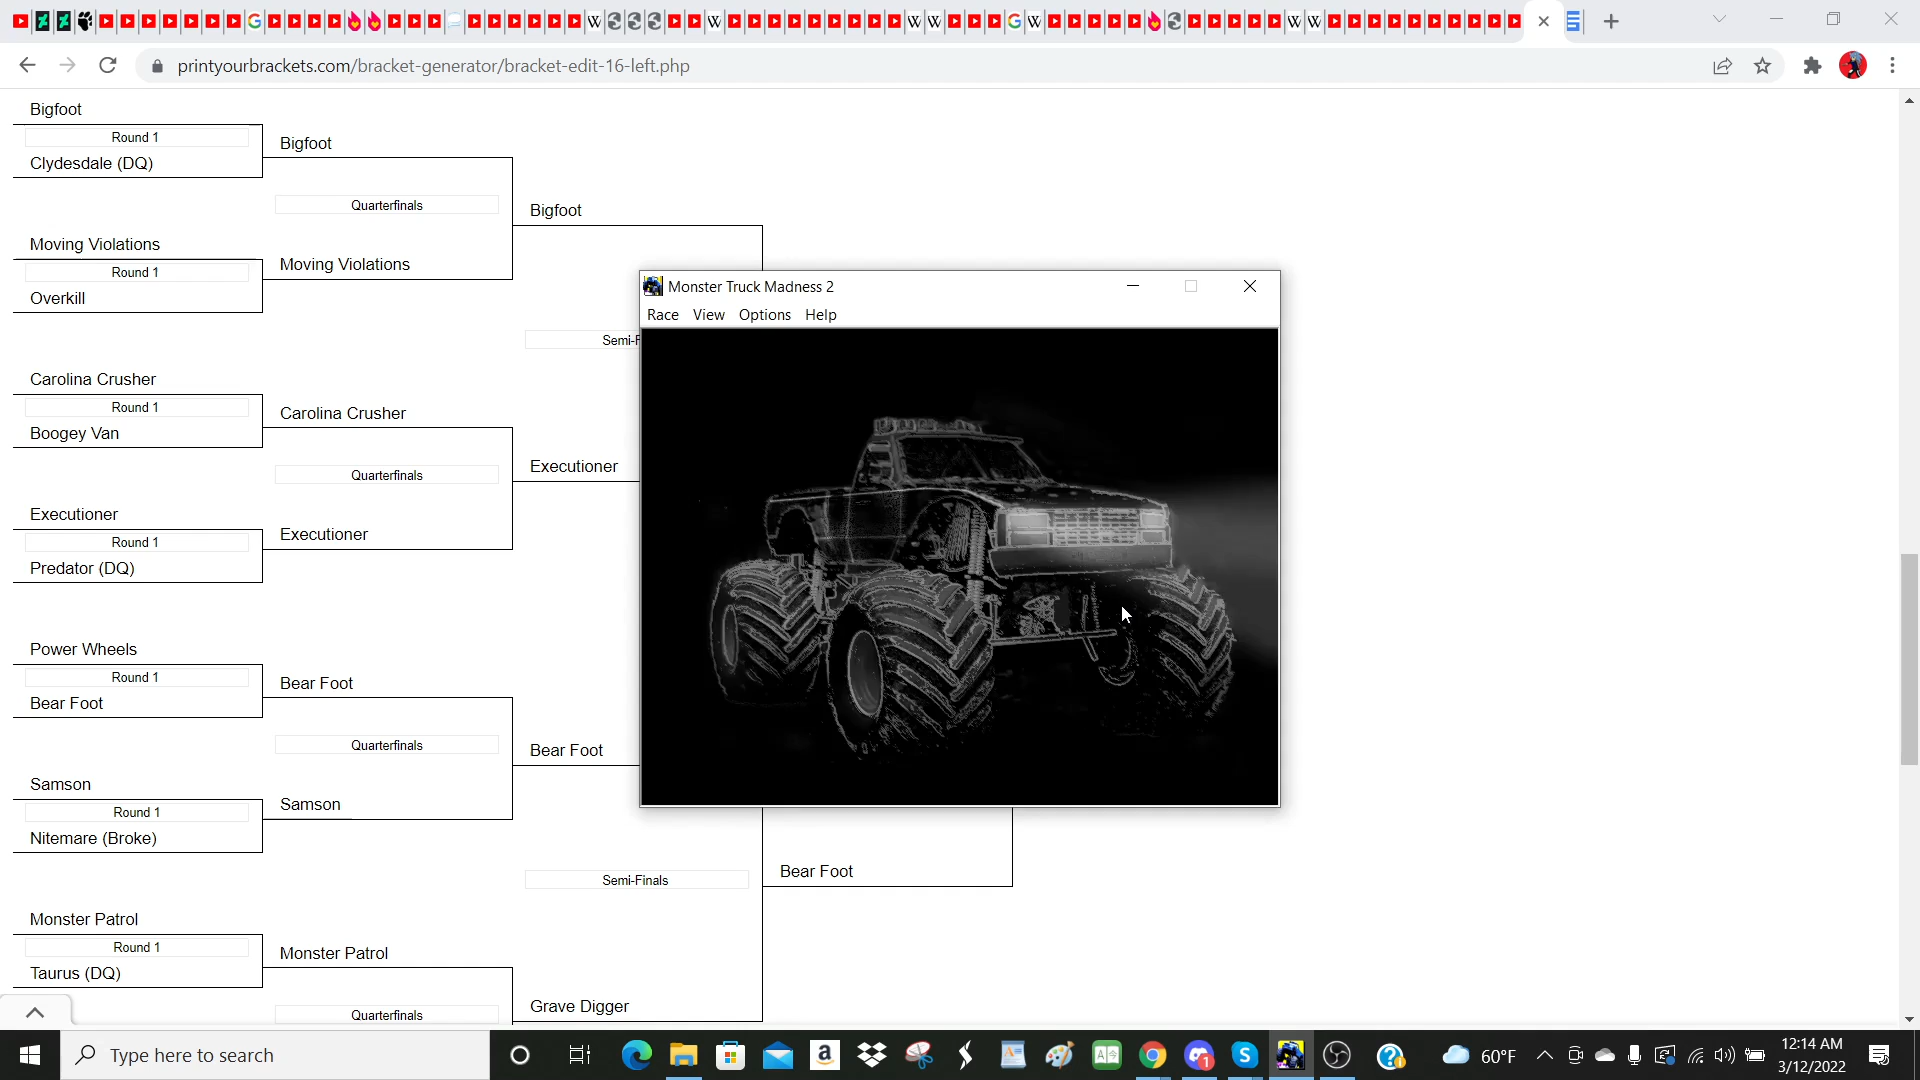 printyourbrackets.com/bracket-generator/bracket-edit-16-left.php
Bigfoot
Round 1
Clydesdale (DQ)
Bigfoot
Quarterfinals
Bigfoot
Moving Violations
Round 1
Overkill
Moving Violations
Semi-F
Carolina Crusher
Round 1
Boogey Van
Carolina Crusher
Quarterfinals
Executioner
Executioner
Round 1
Predator (DQ)
Executioner
Power Wheels
Round 1
Bear Foot
Bear Foot
Quarterfinals
Bear Foot
Samson
Round 1
Nitemare (Broke)
Samson
Semi-Finals
Bear Foot
Monster Patrol
Round 1
Taurus (DQ)
Monster Patrol
Quarterfinals
Grave Digger
Monster Truck Madness 2
Race View Options Help
Type here to search
60°F
12:14 AM
3/12/2022